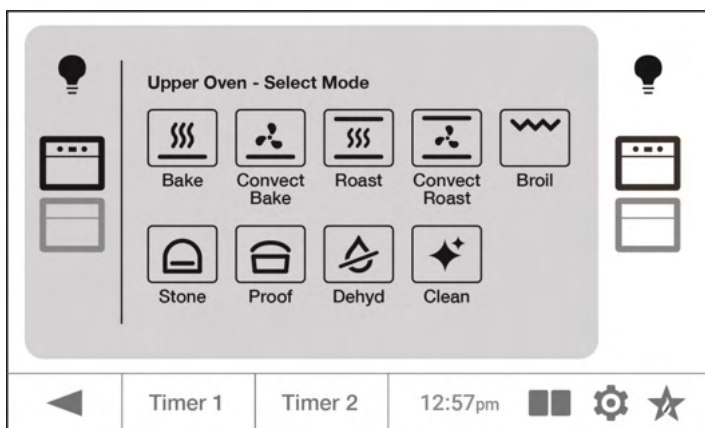 Upper Oven - Select Mode
Bake
Convect
Bake
Roast
Convect
Roast
Broil
Stone
Proof
Dehyd
Clean
Timer 1
Timer 2
12:57pm